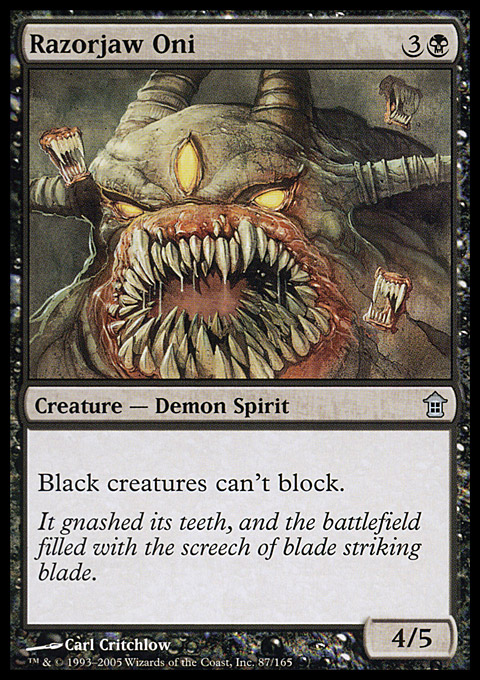 Razorjaw Oni 3
Creature — Demon Spirit
Black creatures can't block.
It gnashed its teeth, and the battlefield
filled with the screech of blade striking
blade.
Carl Critchlow
4/5
™ & © 1993–2005 Wizards of the Coast, Inc. 87/165